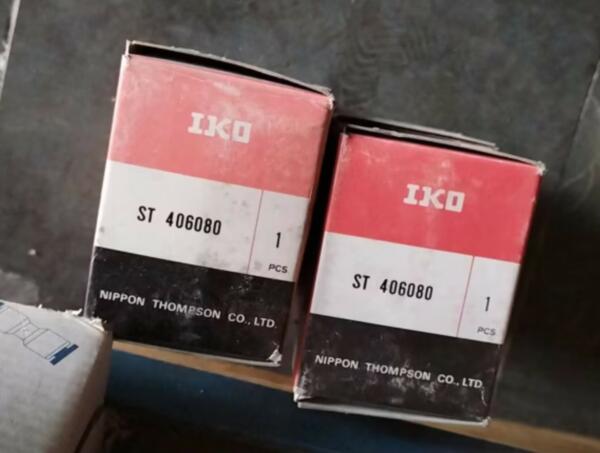 IKO
ST 406080
1
PCS
NIPPON THOMPSON CO., LTD.
IKO
ST 406080
1
PCS
NIPPON THOMPSON CO., LTD.